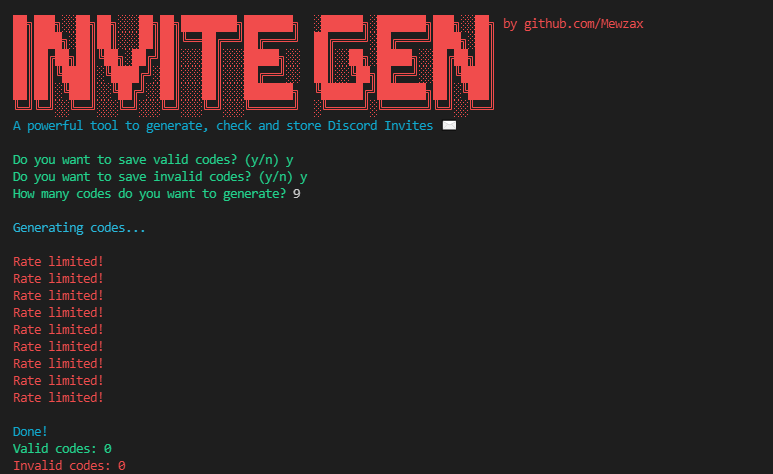 INVITE GEN by github.com/Mewzax
A powerful tool to generate, check and store Discord Invites ✉️
Do you want to save valid codes? (y/n) y
Do you want to save invalid codes? (y/n) y
How many codes do you want to generate? 9
Generating codes...
Rate limited!
Rate limited!
Rate limited!
Rate limited!
Rate limited!
Rate limited!
Rate limited!
Rate limited!
Rate limited!
Done!
Valid codes: 0
Invalid codes: 0